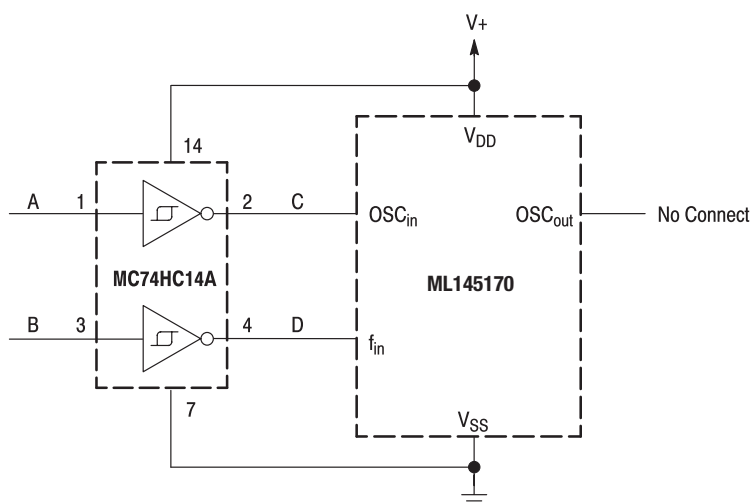 V+
14
VDD
A 1 2 C OSCin OSCout No Connect
MC74HC14A
ML145170
B 3 4 D fin
7
VSS